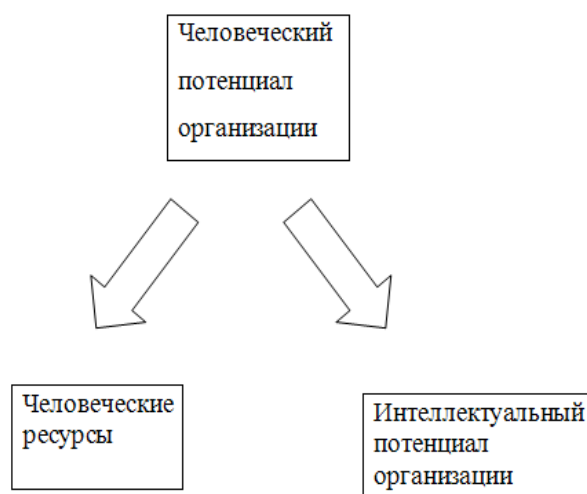 Человеческий
потенциал
организации
Человеческие
ресурсы
Интеллектуальный
потенциал
организации